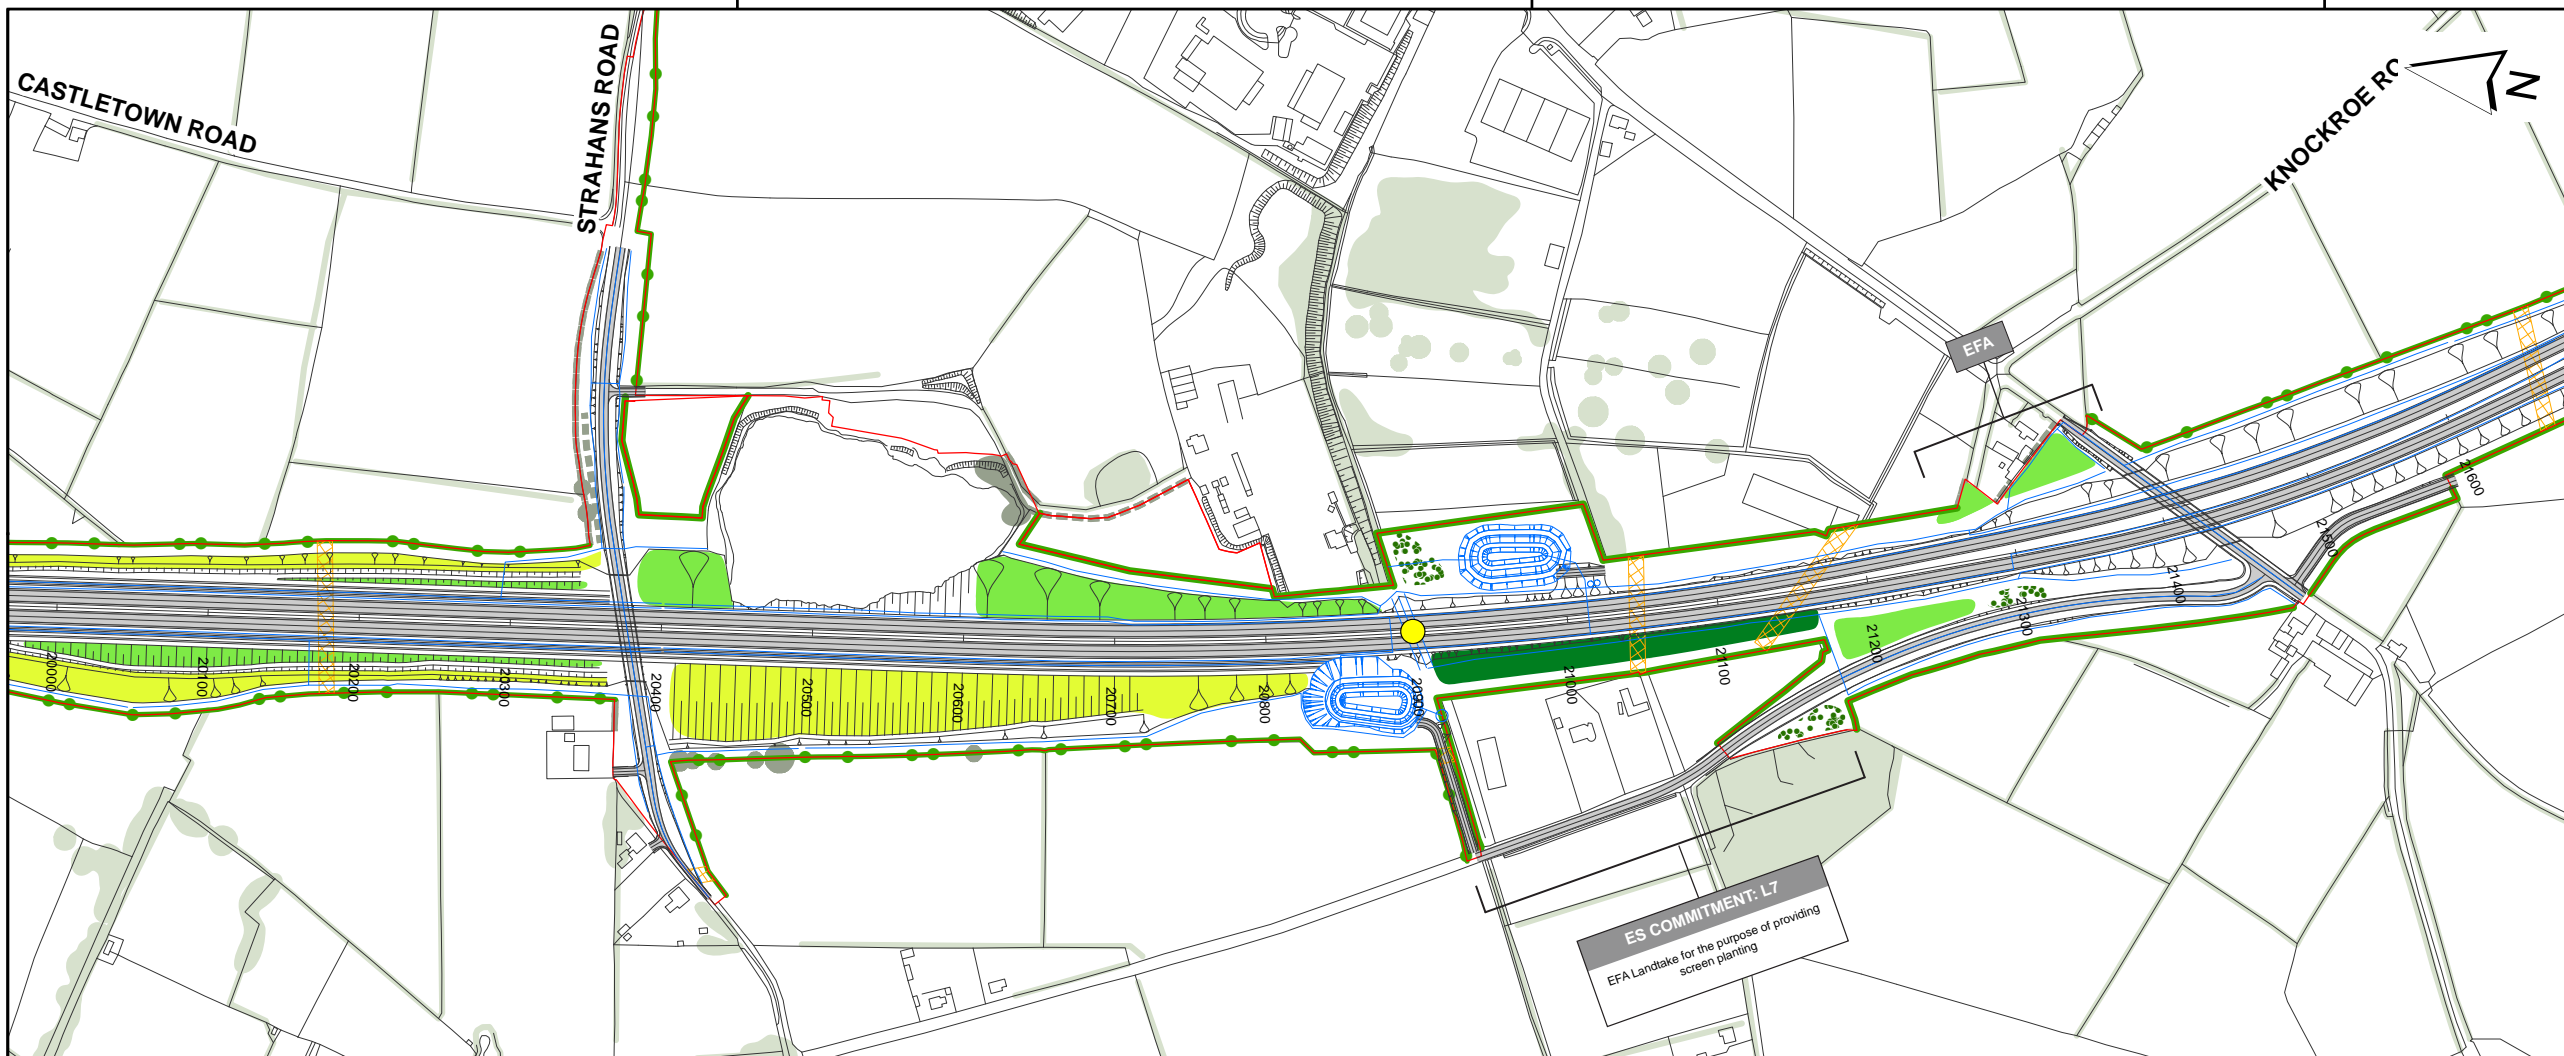 CASTLETOWN ROAD
STRAHANS ROAD
KNOCKROE RO
N
EFA
20000
20100
20200
20300
20400
20500
20600
20700
20800
20900
21000
21100
21200
21300
21400
21500
21600
ES COMMITMENT: L7
EFA Landtake for the purpose of providing
screen planting